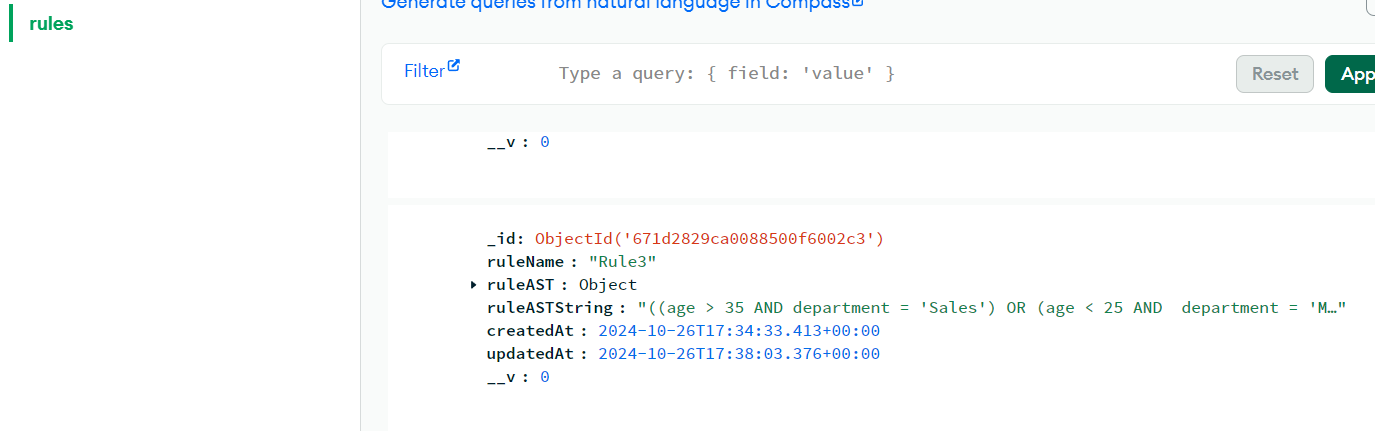 rules
Generate queries from natural language in Compass
Filter
Type a query: { field: 'value' }
Reset
App
__v : 0
_id: ObjectId('671d2829ca0088500f6002c3')
ruleName : "Rule3"
ruleAST : Object
ruleASTString : "((age > 35 AND department = 'Sales') OR (age < 25 AND  department = 'M…"
createdAt : 2024-10-26T17:34:33.413+00:00
updatedAt : 2024-10-26T17:38:03.376+00:00
__v : 0